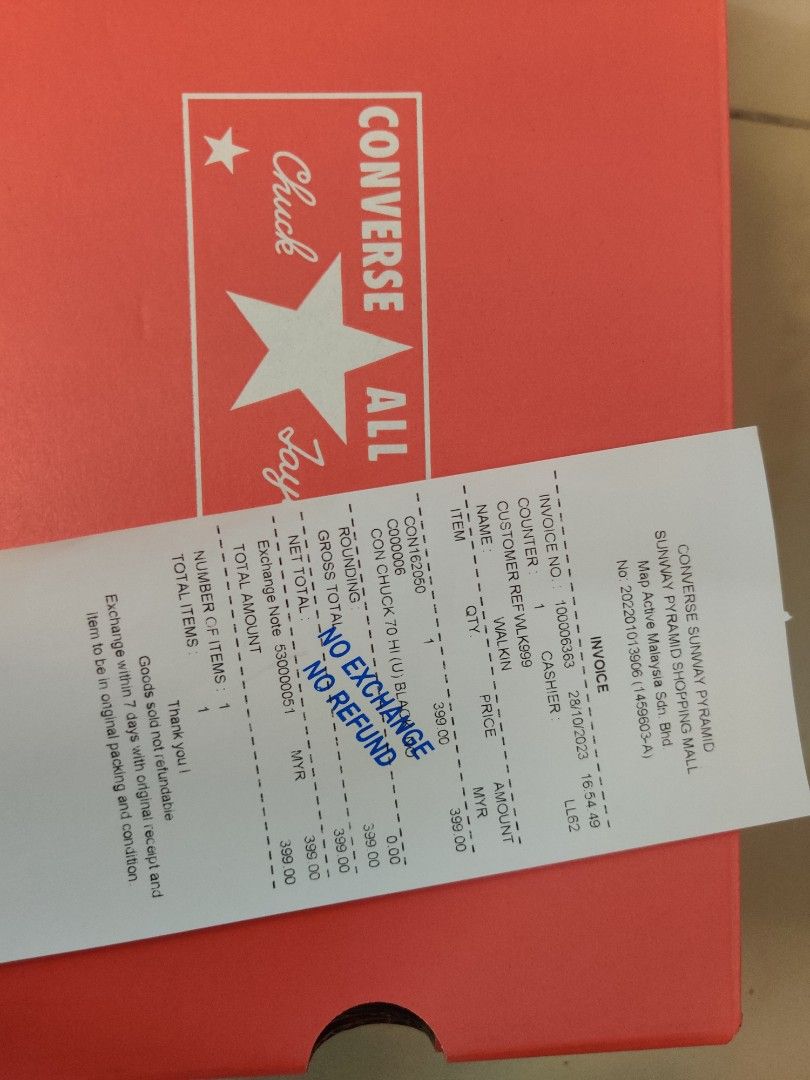 CONVERSE ALL
Chuck Tay
CONVERSE SUNWAY PYRAMID
SUNWAY PYRAMID SHOPPING MALL
Map Active Malaysia Sdn. Bhd.
No: 202201013906 (1459603-A)
INVOICE
INVOICE NO. : 100006363 28/10/2023 16:54:49
COUNTER : 1 CASHIER : LL62
CUSTOMER REFWLK999
NAME : WALKIN
ITEM QTY PRICE AMOUNT
MYR
CON162050 1 399.00 399.00
C000006
CON CHUCK 70 HI (U) BLACK
ROUNDING : 0.00
GROSS TOTAL 399.00
NET TOTAL : 399.00
Exchange Note 530000051 399.00
TOTAL AMOUNT MYR 399.00
NUMBER OF ITEMS : 1
TOTAL ITEMS : 1
Thank you !
Goods sold not refundable
Exchange within 7 days with original receipt and
item to be in original packing and condition
NO EXCHANGE
NO REFUND